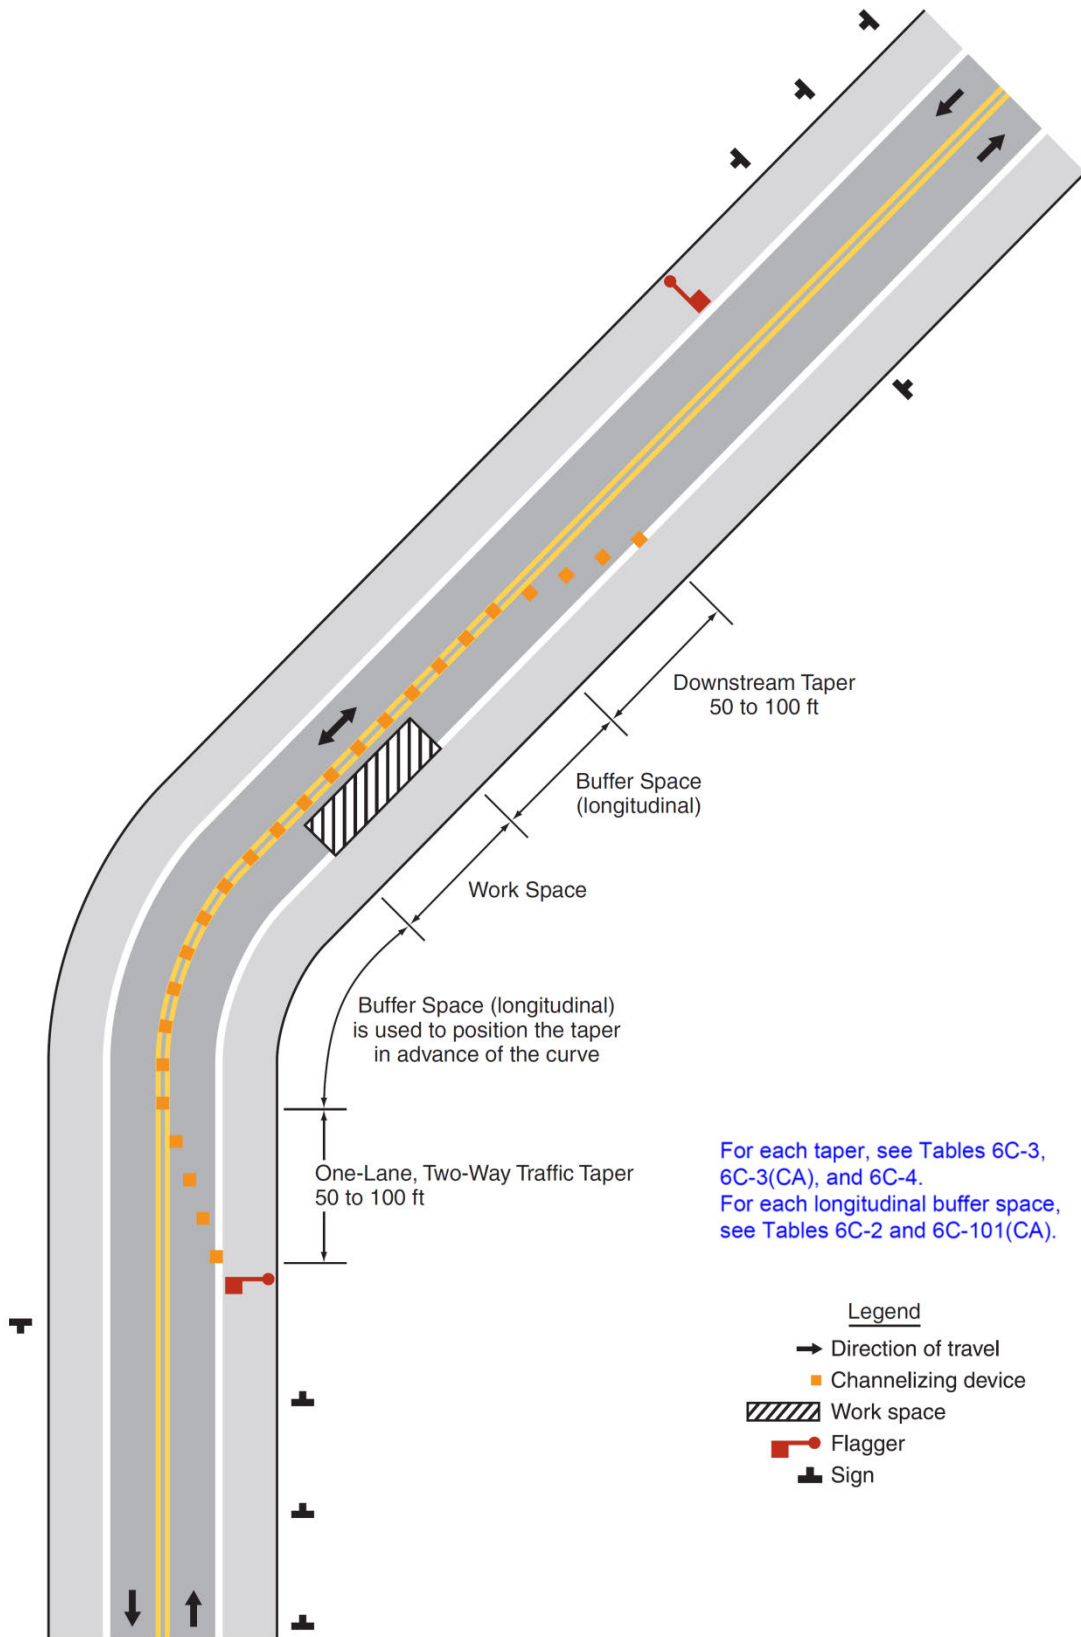 Downstream Taper
50 to 100 ft
Buffer Space
(longitudinal)
Work Space
Buffer Space (longitudinal)
is used to position the taper
in advance of the curve
One-Lane, Two-Way Traffic Taper
50 to 100 ft
For each taper, see Tables 6C-3,
6C-3(CA), and 6C-4.
For each longitudinal buffer space,
see Tables 6C-2 and 6C-101(CA).
Legend
Direction of travel
Channelizing device
Work space
Flagger
Sign